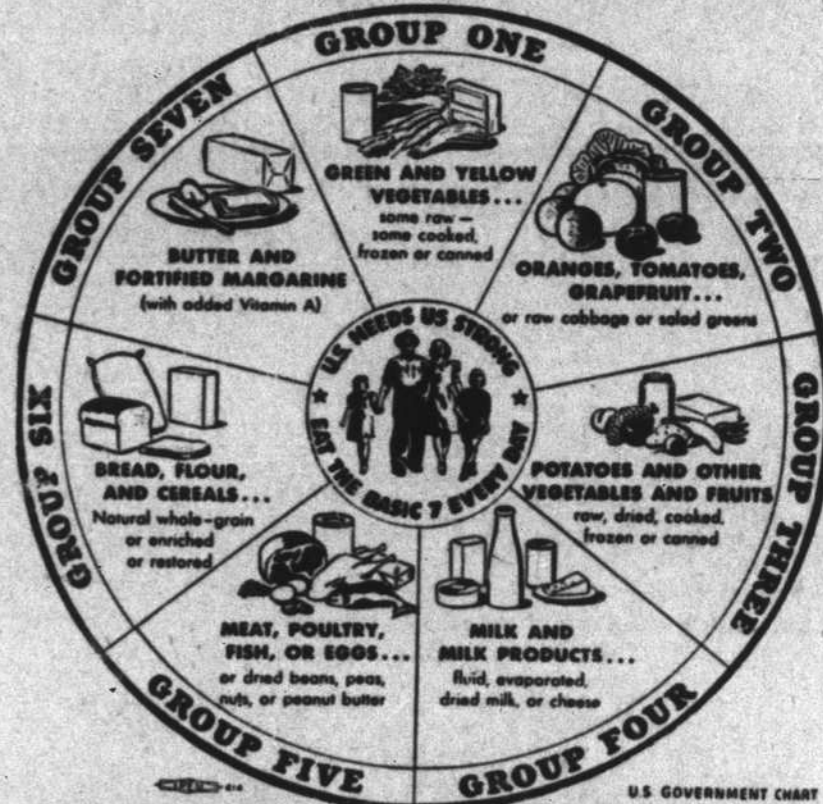 GROUP ONE
GREEN AND YELLOW
VEGETABLES...
some raw —
some cooked,
frozen or canned
GROUP TWO
ORANGES, TOMATOES,
GRAPEFRUIT...
or raw cabbage or salad greens
GROUP THREE
POTATOES AND OTHER
VEGETABLES AND FRUITS
raw, dried, cooked,
frozen or canned
GROUP FOUR
MILK AND
MILK PRODUCTS...
fluid, evaporated,
dried milk, or cheese
GROUP FIVE
MEAT, POULTRY,
FISH, OR EGGS...
or dried beans, peas,
nuts, or peanut butter
GROUP SIX
BREAD, FLOUR,
AND CEREALS...
Natural whole-grain
or enriched
or restored
GROUP SEVEN
BUTTER AND
FORTIFIED MARGARINE
(with added Vitamin A)
U.S. NEEDS US STRONG
EAT THE BASIC 7 EVERY DAY
U.S. GOVERNMENT CHART